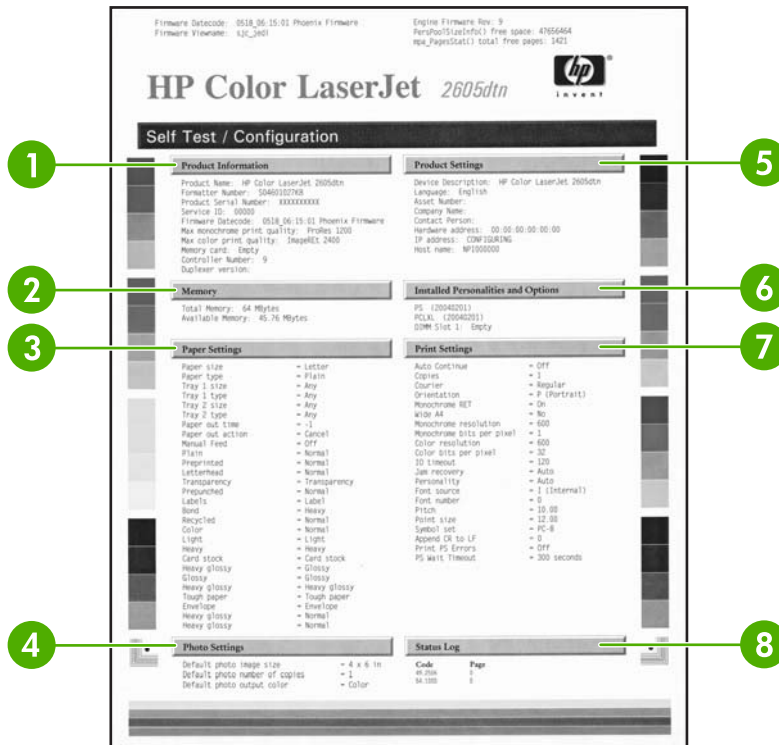 Firmware Datecode: 0518_06:15:01 Phoenix Firmware
Firmware Viewname: sjc_jedi
Engine Firmware Rev: 9
PersPoolSizeInfo() free space: 47656464
mpa_PagesStat() total free pages: 1421
HP Color LaserJet 2605dtn
hp
invent
Self Test / Configuration
1
Product Information
Product Name: HP Color LaserJet 2605dtn
Formatter Number: S04601027K8
Product Serial Number: XXXXXXXXXX
Service ID: 00000
Firmware Datecode: 0518_06:15:01 Phoenix Firmware
Max monochrome print quality: ProRes 1200
Max color print quality: ImageREt 2400
Memory card: Empty
Controller Number: 9
Duplexer version:
2
Memory
Total Memory: 64 MBytes
Available Memory: 45.76 MBytes
3
Paper Settings
Paper size = Letter
Paper type = Plain
Tray 1 size = Any
Tray 1 type = Any
Tray 2 size = Any
Tray 2 type = Any
Paper out time = -1
Paper out action = Cancel
Manual Feed = Off
Plain = Normal
Preprinted = Normal
Letterhead = Normal
Transparency = Transparency
Prepunched = Normal
Labels = Label
Bond = Heavy
Recycled = Normal
Color = Normal
Light = Light
Heavy = Heavy
Card stock = Card stock
Heavy glossy = Glossy
Glossy = Glossy
Heavy glossy = Heavy glossy
Tough paper = Tough paper
Envelope = Envelope
Heavy glossy = Normal
Heavy glossy = Normal
4
Photo Settings
Default photo image size = 4 x 6 in
Default photo number of copies = 1
Default photo output color = Color
5
Product Settings
Device Description: HP Color LaserJet 2605dtn
Language: English
Asset Number:
Company Name:
Contact Person:
Hardware address: 00:00:00:00:00:00
IP address: CONFIGURING
Host name: NPI000000
6
Installed Personalities and Options
PS (20040201)
PCLXL (20040201)
DIMM Slot 1: Empty
7
Print Settings
Auto Continue = Off
Copies = 1
Courier = Regular
Orientation = P (Portrait)
Monochrome RET = On
Wide A4 = No
Monochrome resolution = 600
Monochrome bits per pixel = 1
Color resolution = 600
Color bits per pixel = 32
IO timeout = 120
Jam recovery = Auto
Personality = Auto
Font source = I (Internal)
Font number = 0
Pitch = 10.00
Point size = 12.00
Symbol set = PC-8
Append CR to LF = 0
Print PS Errors = Off
PS Wait Timeout = 300 seconds
8
Status Log
Code Page
0
0